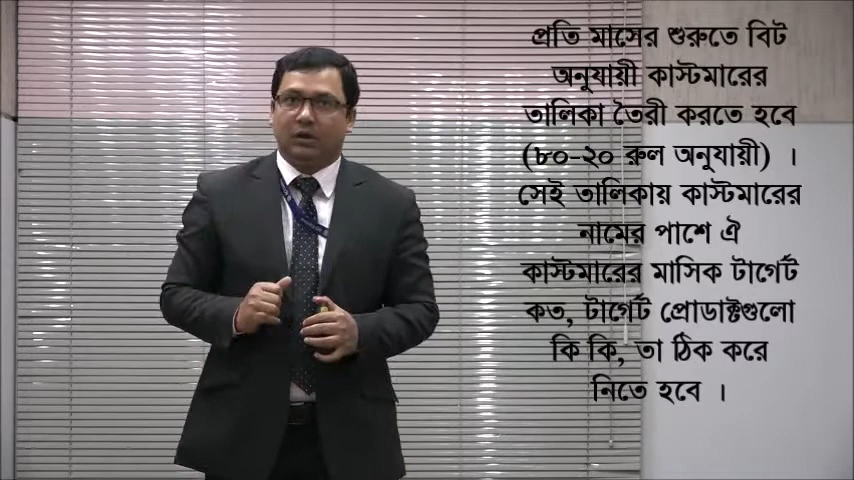 প্রতি মাসের শুরুতে বিট
অনুযায়ী কাস্টমারের
তালিকা তৈরী করতে হবে
(৮০-২০ রুল অনুযায়ী) ।
সেই তালিকায় কাস্টমারের
নামের পাশে ঐ
কাস্টমারের মাসিক টার্গেট
কত, টার্গেট প্রোডাক্টগুলো
কি কি, তা ঠিক করে
নিতে হবে ।